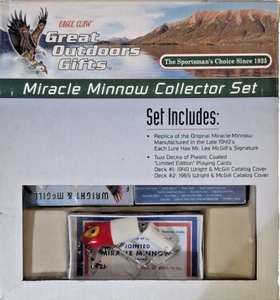 EAGLE CLAW
Great
Outdoors
Gifts
The Sportsman's Choice Since 1925
Miracle Minnow Collector Set
Set Includes:
• Replica of the Original Miracle Minnow
Manufactured in the Late 1940's
Each Lure Has Mr. Lee McGill's Signature
• Two Decks of Plastic Coated
"Limited Edition" Playing Cards
Deck #1: 1940 Wright & McGill Catalog Cover
Deck #2: 1965 Wright & McGill Catalog Cover
WRIGHT & McGILL
JOINTED
MIRACLE MINNOW